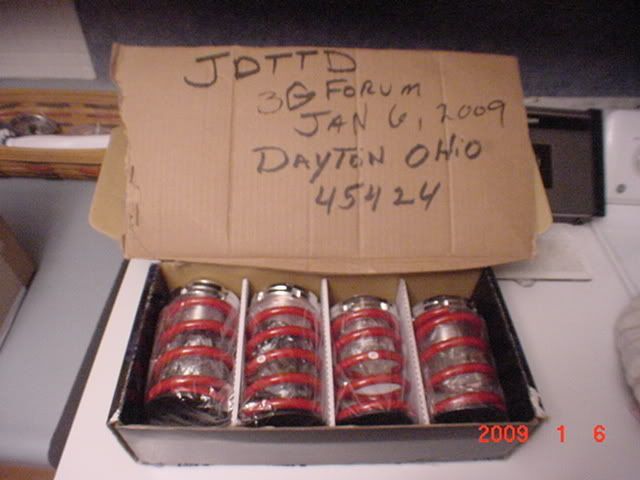 JDTTD
3G FORUM
JAN 6, 2009
DAYTON OHIO
45424
2009 1 6